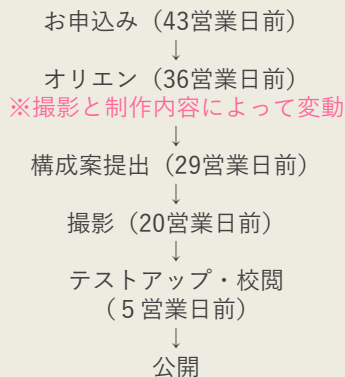 お申込み（43営業日前）
↓
オリエン（36営業日前）
※撮影と制作内容によって変動
↓
構成案提出（29営業日前）
↓
撮影（20営業日前）
↓
テストアップ・校閲
（５営業日前）
↓
公開